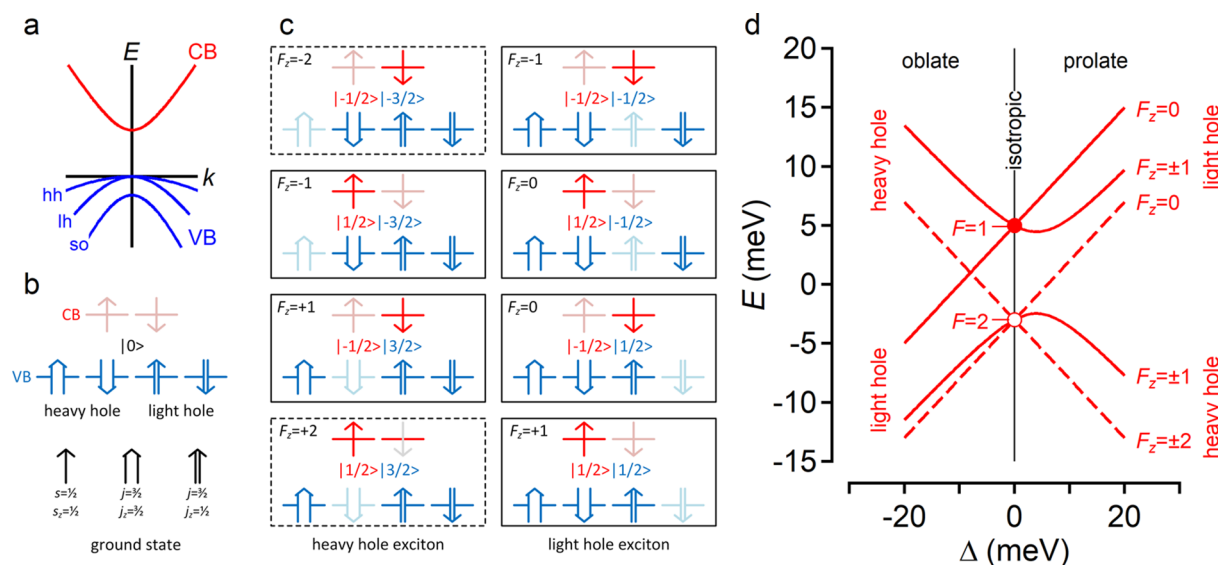 a
E
CB
k
hh
lh
so
VB
b
CB
|0>
VB
heavy hole
light hole
s=½
j=³⁄₂
j=³⁄₂
s_z=½
j_z=³⁄₂
j_z=½
ground state
c
F_z=-2
|-1/2>|-3/2>
F_z=-1
|-1/2>|-1/2>
F_z=-1
|1/2>|-3/2>
F_z=0
|1/2>|-1/2>
F_z=+1
|-1/2>|3/2>
F_z=0
|-1/2>|1/2>
F_z=+2
|1/2>|3/2>
F_z=+1
|1/2>|1/2>
heavy hole exciton
light hole exciton
d
E (meV)
20
15
10
5
0
-5
-10
-15
oblate
prolate
isotropic
heavy hole
light hole
F=1
F=2
F_z=0
F_z=±1
F_z=0
light hole
F_z=±1
F_z=±2
heavy hole
-20
0
20
Δ (meV)